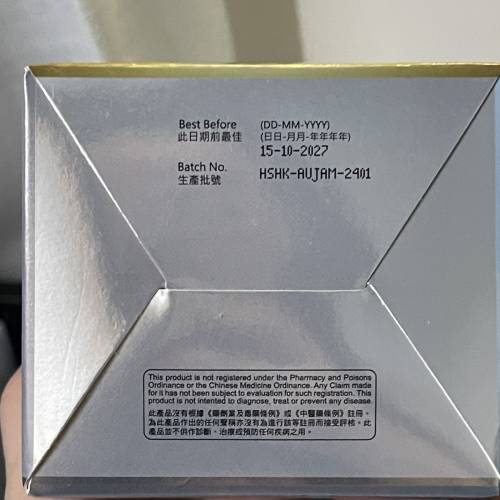 Best Before (DD-MM-YYYY)
此日期前最佳 (日日-月月-年年年年)
15-10-2027
Batch No. HSHK-AUJAM-2401
生產批號
This product is not registered under the Pharmacy and Poisons
Ordinance or the Chinese Medicine Ordinance. Any Claim made
for it has not been subject to evaluation for such registration. This
product is not intended to diagnose, treat or prevent any disease.
此產品沒有根據《藥劑業及毒藥條例》或《中醫藥條例》註冊。
為此產品作出的任何聲稱亦沒有為進行該等註冊而接受評核。此
產品並不供作診斷、治療或預防任何疾病之用。